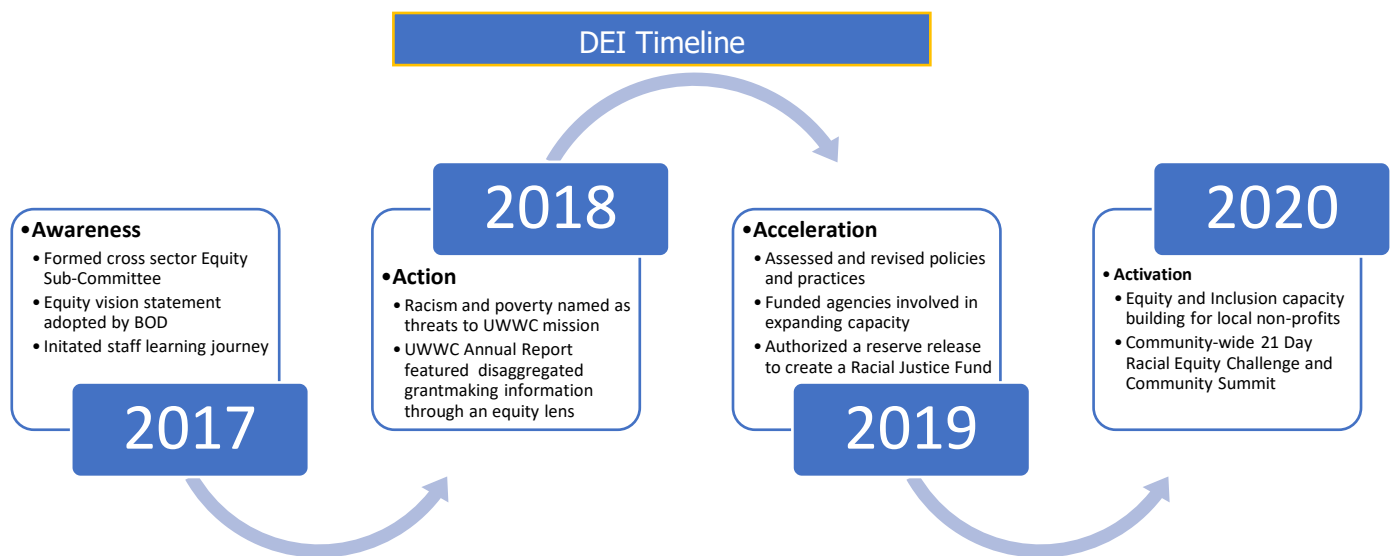 DEI Timeline
•Awareness
• Formed cross sector Equity
Sub-Committee
• Equity vision statement
adopted by BOD
• Initated staff learning journey
2017
2018
•Action
• Racism and poverty named as
threats to UWWC mission
• UWWC Annual Report
featured disaggregated
grantmaking information
through an equity lens
•Acceleration
• Assessed and revised policies
and practices
• Funded agencies involved in
expanding capacity
• Authorized a reserve release
to create a Racial Justice Fund
2019
2020
• Activation
• Equity and Inclusion capacity
building for local non-profits
• Community-wide 21 Day
Racial Equity Challenge and
Community Summit